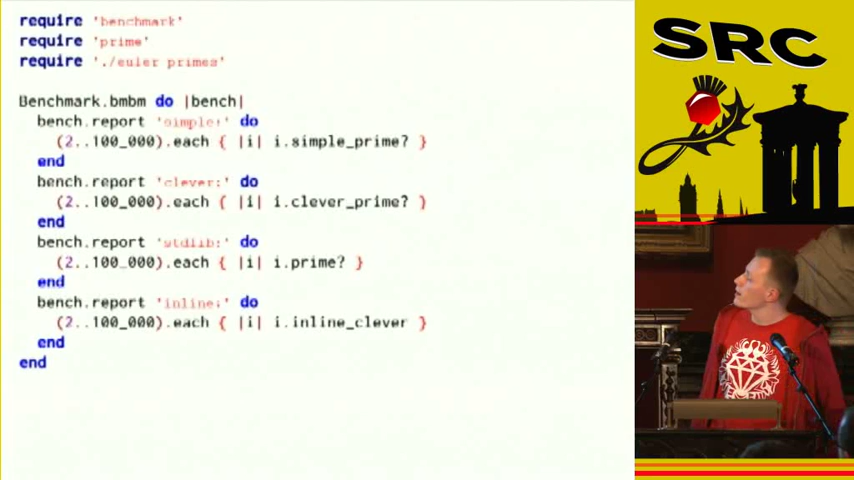 require 'benchmark'
require 'prime'
require './euler primes'
Benchmark.bmbm do |bench|
bench.report 'simple:' do
(2..100_000).each { |i| i.simple_prime? }
end
bench.report 'clever:' do
(2..100_000).each { |i| i.clever_prime? }
end
bench.report 'stdlib:' do
(2..100_000).each { |i| i.prime? }
end
bench.report 'inline:' do
(2..100_000).each { |i| i.inline_clever }
end
end
SRC